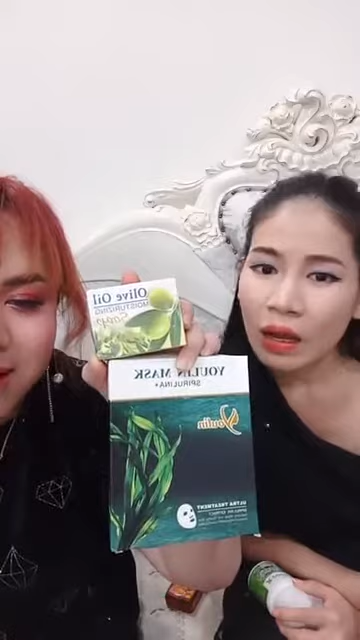 Olive Oil
MOISTURIZING
Soap
YOULIN MASK
SPIRULINA+
Youlin
ULTRA TREATMENT